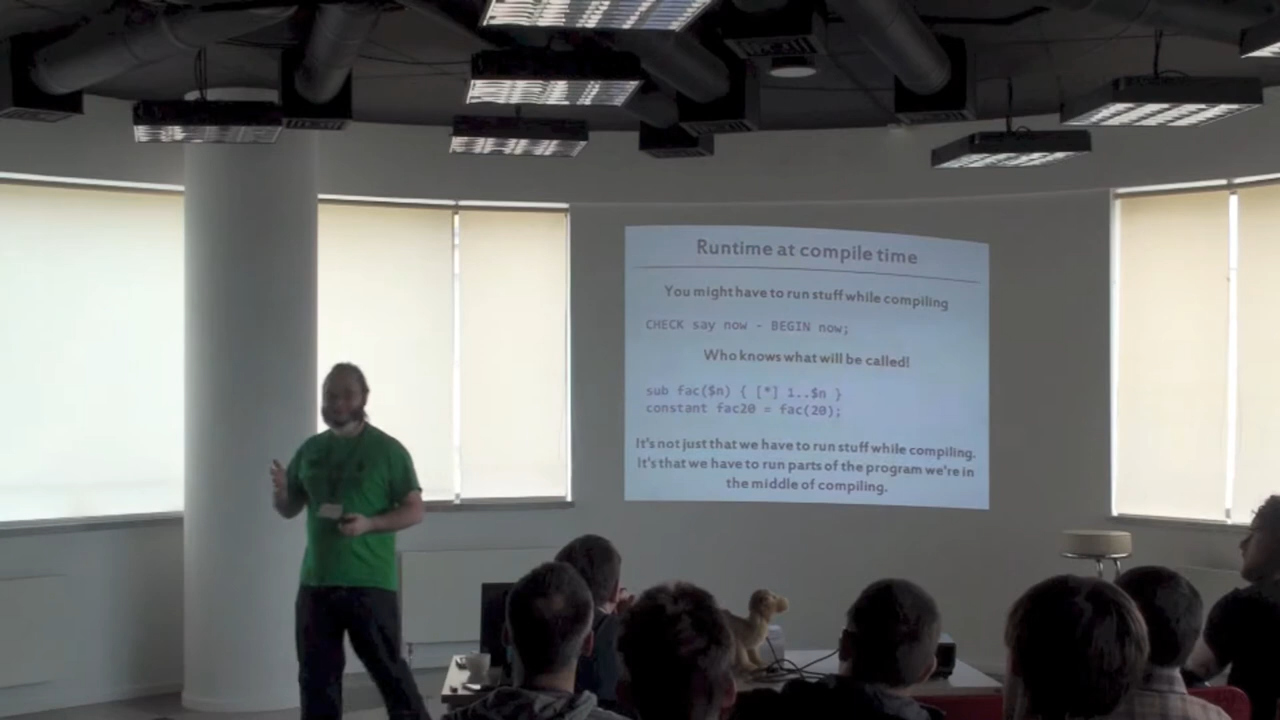 Runtime at compile time
You might have to run stuff while compiling
CHECK say now - BEGIN now;
Who knows what will be called!
sub fac($n) { [*] 1..$n }
constant fac20 = fac(20);
It's not just that we have to run stuff while compiling.
It's that we have to run parts of the program we're in
the middle of compiling.